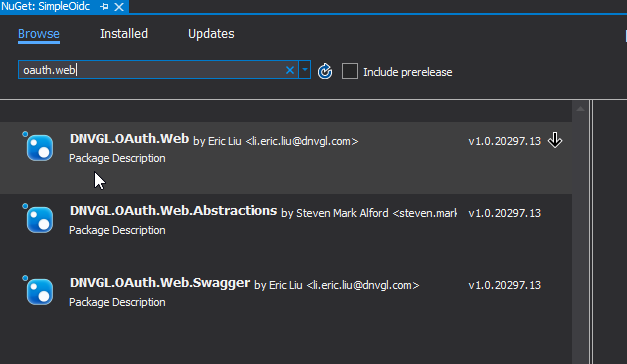 NuGet: SimpleOidc
Browse Installed Updates
oauth.web Include prerelease
DNVGL.OAuth.Web by Eric Liu <li.eric.liu@dnvgl.com> v1.0.20297.13
Package Description
DNVGL.OAuth.Web.Abstractions by Steven Mark Alford <steven.mark v1.0.20297.13
Package Description
DNVGL.OAuth.Web.Swagger by Eric Liu <li.eric.liu@dnvgl.com> v1.0.20297.13
Package Description